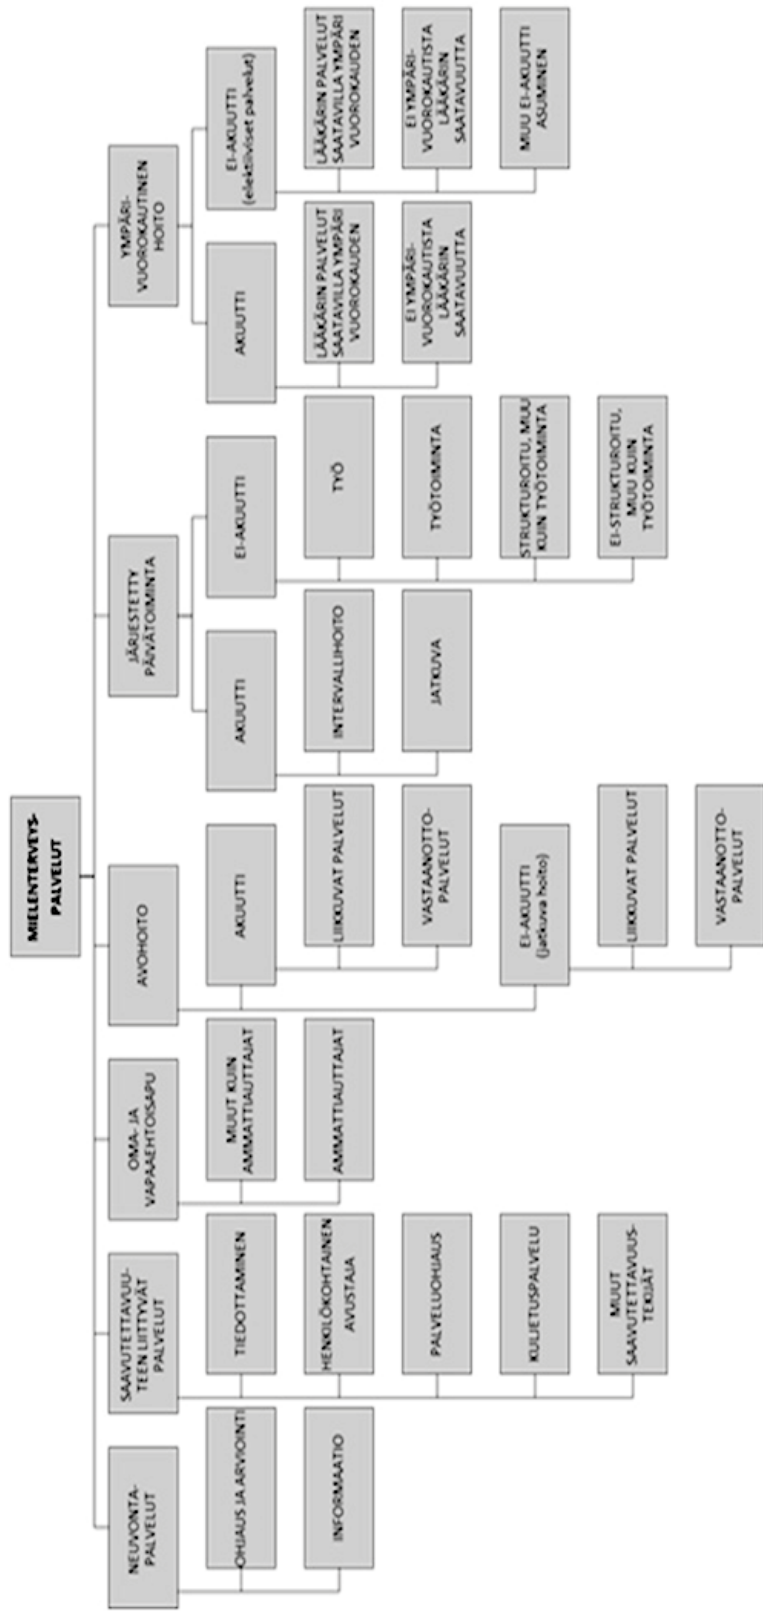 MIELENTERVEYS-
PALVELUT
NEUVONTA-
PALVELUT
OHJAUS JA ARVIOINTI
INFORMAATIO
SAAVUTETTAVUU-
TEEN LIITTYVÄT
PALVELUT
TIEDOTTAMINEN
HENKILÖKOHTAINEN
AVUSTAJA
PALVELUOHJAUS
KULJETUSPALVELU
MUUT
SAAVUTETTAVUUS-
TEKIJÄT
OMA- JA
VAPAAEHTOISAPU
MUUT KUIN
AMMATTIAUTTAJAT
AMMATTIAUTTAJAT
AVOHOITO
AKUUTTI
LIIKKUVAT PALVELUT
VASTAANOTTO-
PALVELUT
EI-AKUUTTI
(jatkuva hoito)
LIIKKUVAT PALVELUT
VASTAANOTTO-
PALVELUT
JÄRJESTETTY
PÄIVÄTOIMINTA
AKUUTTI
INTERVALLIHOITO
JATKUVA
EI-AKUUTTI
TYÖ
TYÖTOIMINTA
STRUKTUROITU, MUU
KUIN TYÖTOIMINTA
EI-STRUKTUROITU,
MUU KUIN
TYÖTOIMINTA
YMPÄRI-
VUOROKAUTINEN
HOITO
AKUUTTI
LÄÄKÄRIN PALVELUT
SAATAVILLA YMPÄRI
VUOROKAUDEN
EI YMPÄRI-
VUOROKAUTISTA
LÄÄKÄRIN
SAATAVUUTTA
EI-AKUUTTI
(elektiiviset palvelut)
LÄÄKÄRIN PALVELUT
SAATAVILLA YMPÄRI
VUOROKAUDEN
EI YMPÄRI-
VUOROKAUTISTA
LÄÄKÄRIN
SAATAVUUTTA
MUU EI-AKUUTTI
ASUMINEN